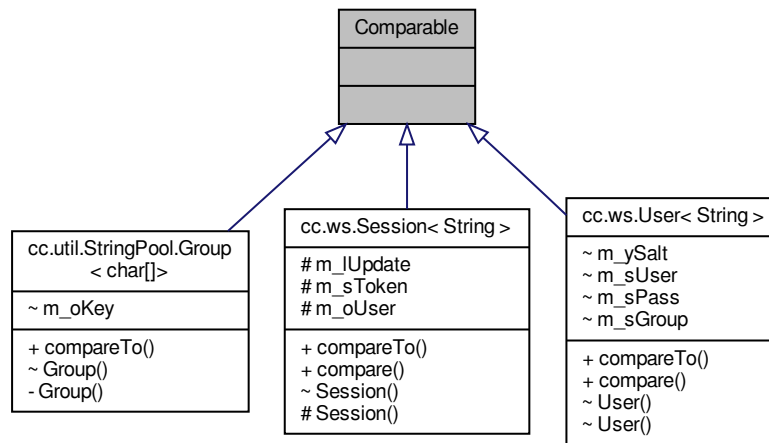 Comparable
cc.util.StringPool.Group
< char[]>
~ m_oKey
+ compareTo()
~ Group()
- Group()
cc.ws.Session< String >
# m_lUpdate
# m_sToken
# m_oUser
+ compareTo()
+ compare()
~ Session()
# Session()
cc.ws.User< String >
~ m_ySalt
~ m_sUser
~ m_sPass
~ m_sGroup
+ compareTo()
+ compare()
~ User()
~ User()